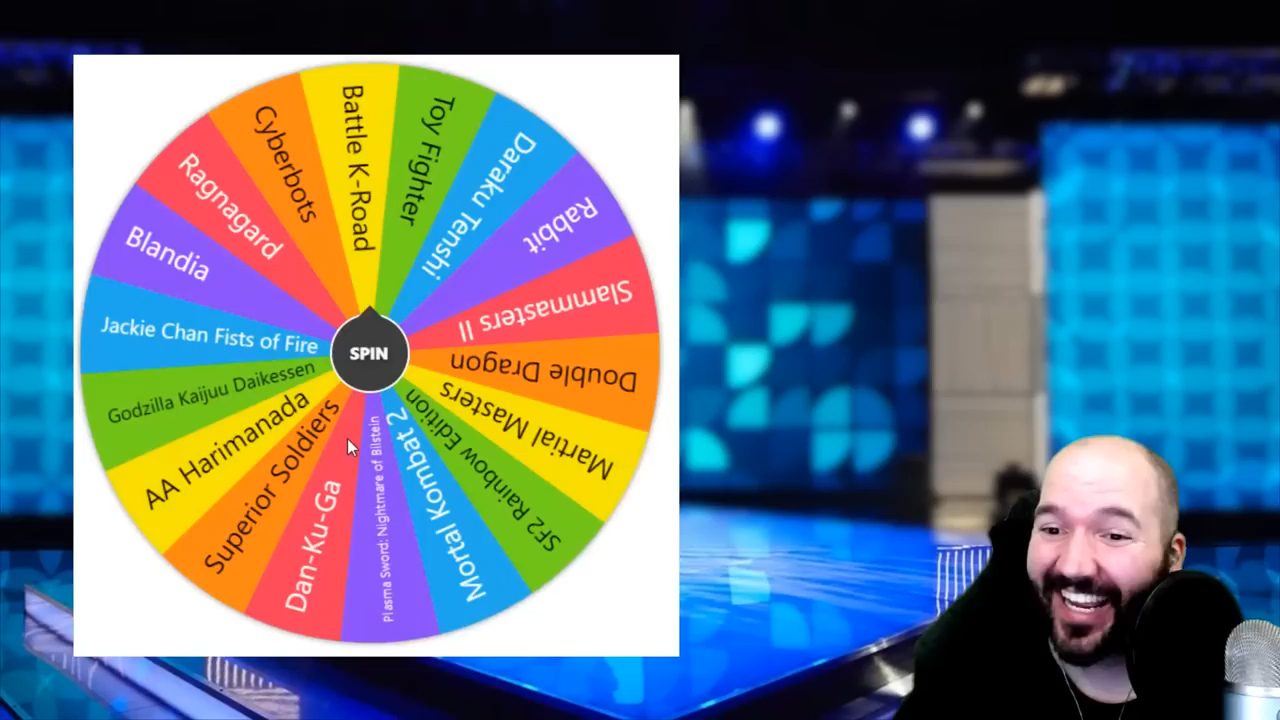 Battle K-Road
Toy Fighter
Daraku Tenshi
Rabbit
Slammasters II
Double Dragon
Martial Masters
SF2 Rainbow Edition
Mortal Kombat 2
Plasma Sword: Nightmare of Bilstein
Dan-Ku-Ga
Superior Soldiers
AA Harimanada
Godzilla Kaijuu Daikessen
Jackie Chan Fists of Fire
Blandia
Ragnagard
Cyberbots
SPIN